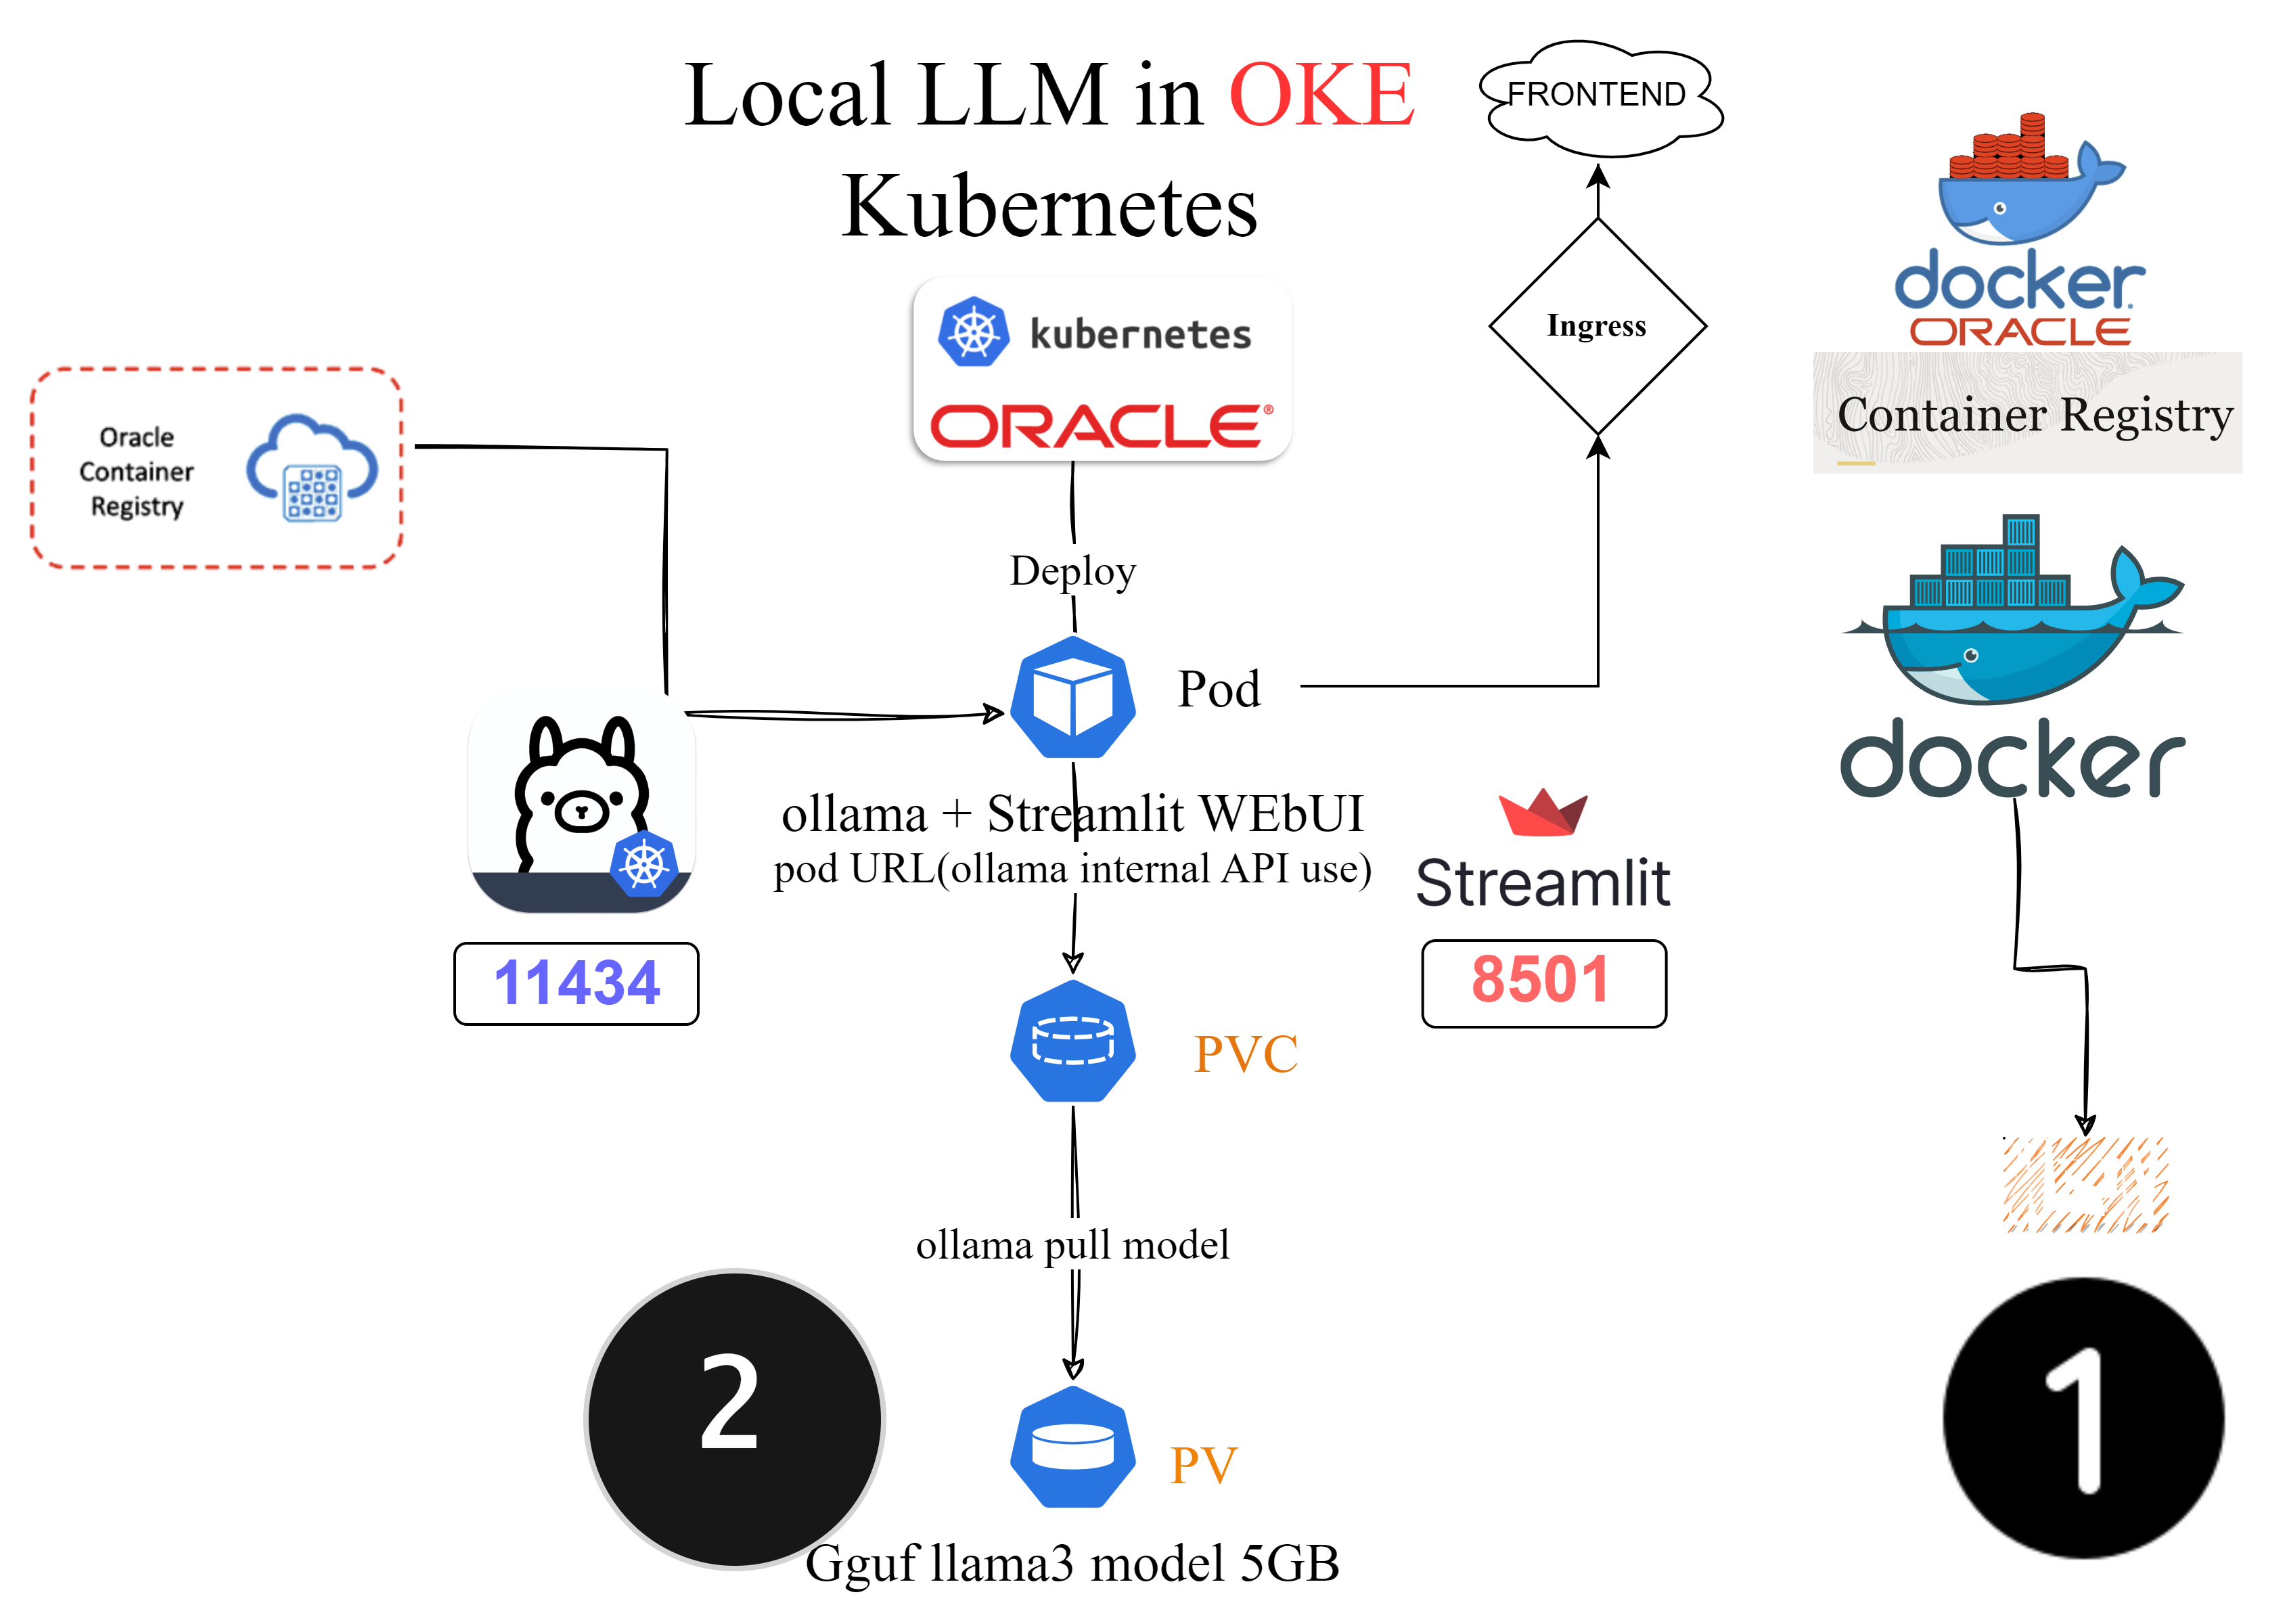 Local LLM in OKE
Kubernetes
FRONTEND
Ingress
kubernetes
ORACLE®
docker
ORACLE
Container Registry
Oracle
Container
Registry
Deploy
Pod
docker
ollama + Streamlit WEbUI
pod URL(ollama internal API use)
Streamlit
11434
8501
PVC
ollama pull model
2
1
PV
Gguf llama3 model 5GB